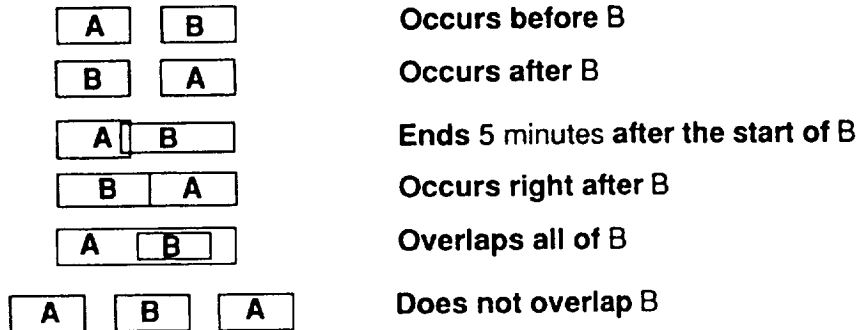 A B Occurs before B
B A Occurs after B
A B Ends 5 minutes after the start of B
B A Occurs right after B
A B Overlaps all of B
A B A Does not overlap B